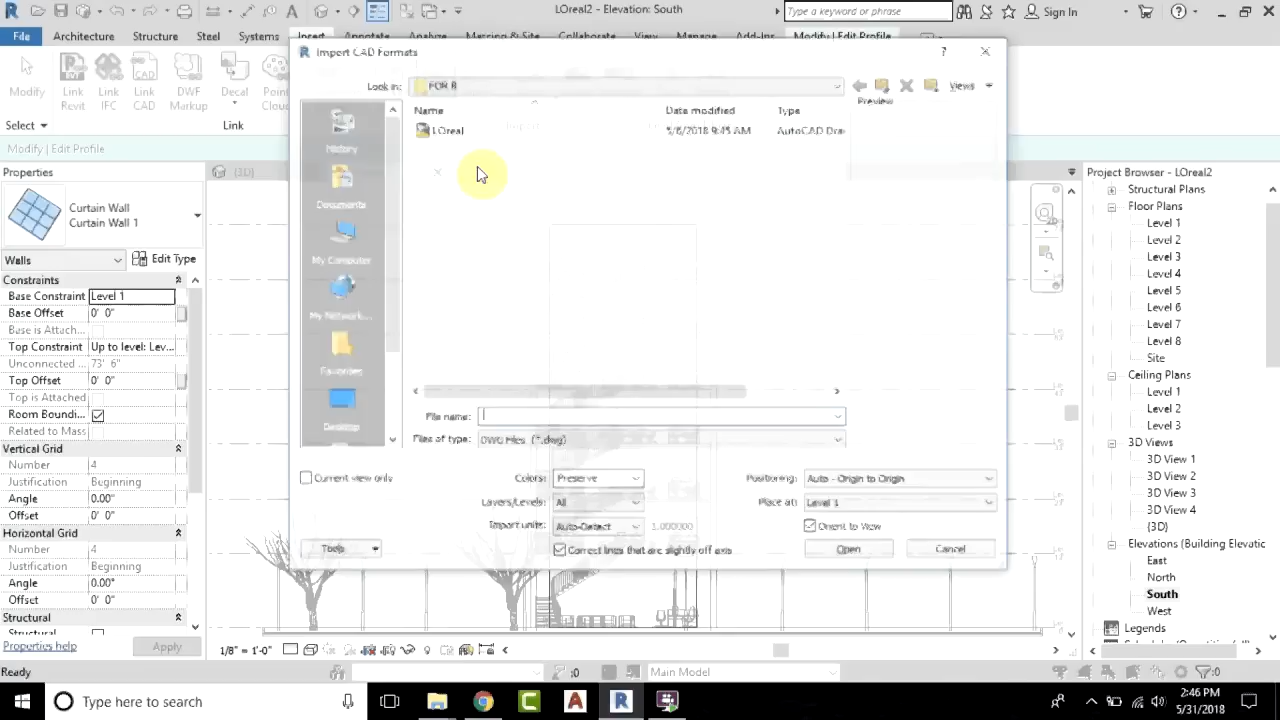 LOreal2 - Elevation: South
Type a keyword or phrase
Sign In
File
Architecture
Structure
Steel
Systems
Insert
Annotate
Analyze
Massing & Site
Collaborate
View
Manage
Add-Ins
Modify | Edit Profile
Modify
Link Revit
Link IFC
Link CAD
DWF Markup
Decal
Point Cloud
Select
Link
Modify | Edit Profile
Import CAD Formats
Look in:
FOR R
Views
Name
Date modified
Type
Preview
LOreal
5/6/2018 9:45 AM
AutoCAD Dra
History
Documents
My Computer
My Network...
Favorites
Desktop
File name:
Files of type:
DWG Files (*.dwg)
Current view only
Colors:
Preserve
Layers/Levels:
All
Import units:
Auto-Detect
1.000000
Correct lines that are slightly off axis
Positioning:
Auto - Origin to Origin
Place at:
Level 1
Orient to View
Tools
Open
Cancel
Properties
Curtain Wall
Curtain Wall 1
Walls
Edit Type
Constraints
Base Constraint Level 1
Base Offset 0' 0"
Base is Attach...
Top Constraint Up to level: Lev...
Unconnected ... 73' 6"
Top Offset 0' 0"
Top is Attached
Room Boundi...
Related to Mass
Vertical Grid
Number 4
Justification Beginning
Angle 0.00°
Offset 0' 0"
Horizontal Grid
Number 4
Justification Beginning
Angle 0.00°
Offset 0' 0"
Structural
Structural
Properties help
Apply
{3D}
Project Browser - LOreal2
Structural Plans
Floor Plans
Level 1
Level 2
Level 3
Level 4
Level 5
Level 6
Level 7
Level 8
Site
Ceiling Plans
Level 1
Level 2
Level 3
3D Views
3D View 1
3D View 2
3D View 3
3D View 4
{3D}
Elevations (Building Elevatio
East
North
South
West
Legends
1/8" = 1'-0"
Ready
:0
Main Model
:0
Type here to search
2:46 PM
5/31/2018